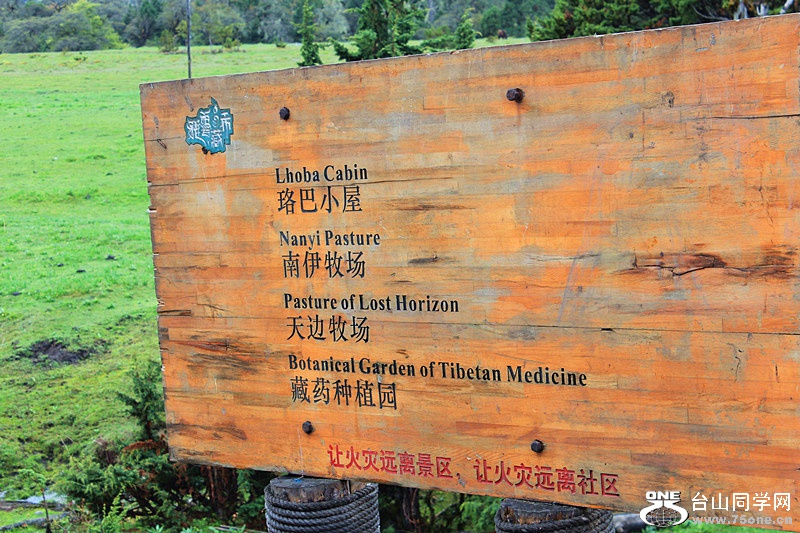 Lhoba Cabin
珞巴小屋
Nanyi Pasture
南伊牧场
Pasture of Lost Horizon
天边牧场
Botanical Garden of Tibetan Medicine
藏药种植园
让火灾远离景区，让火灾远离社区
ONE 台山同学网
www.75one.cn